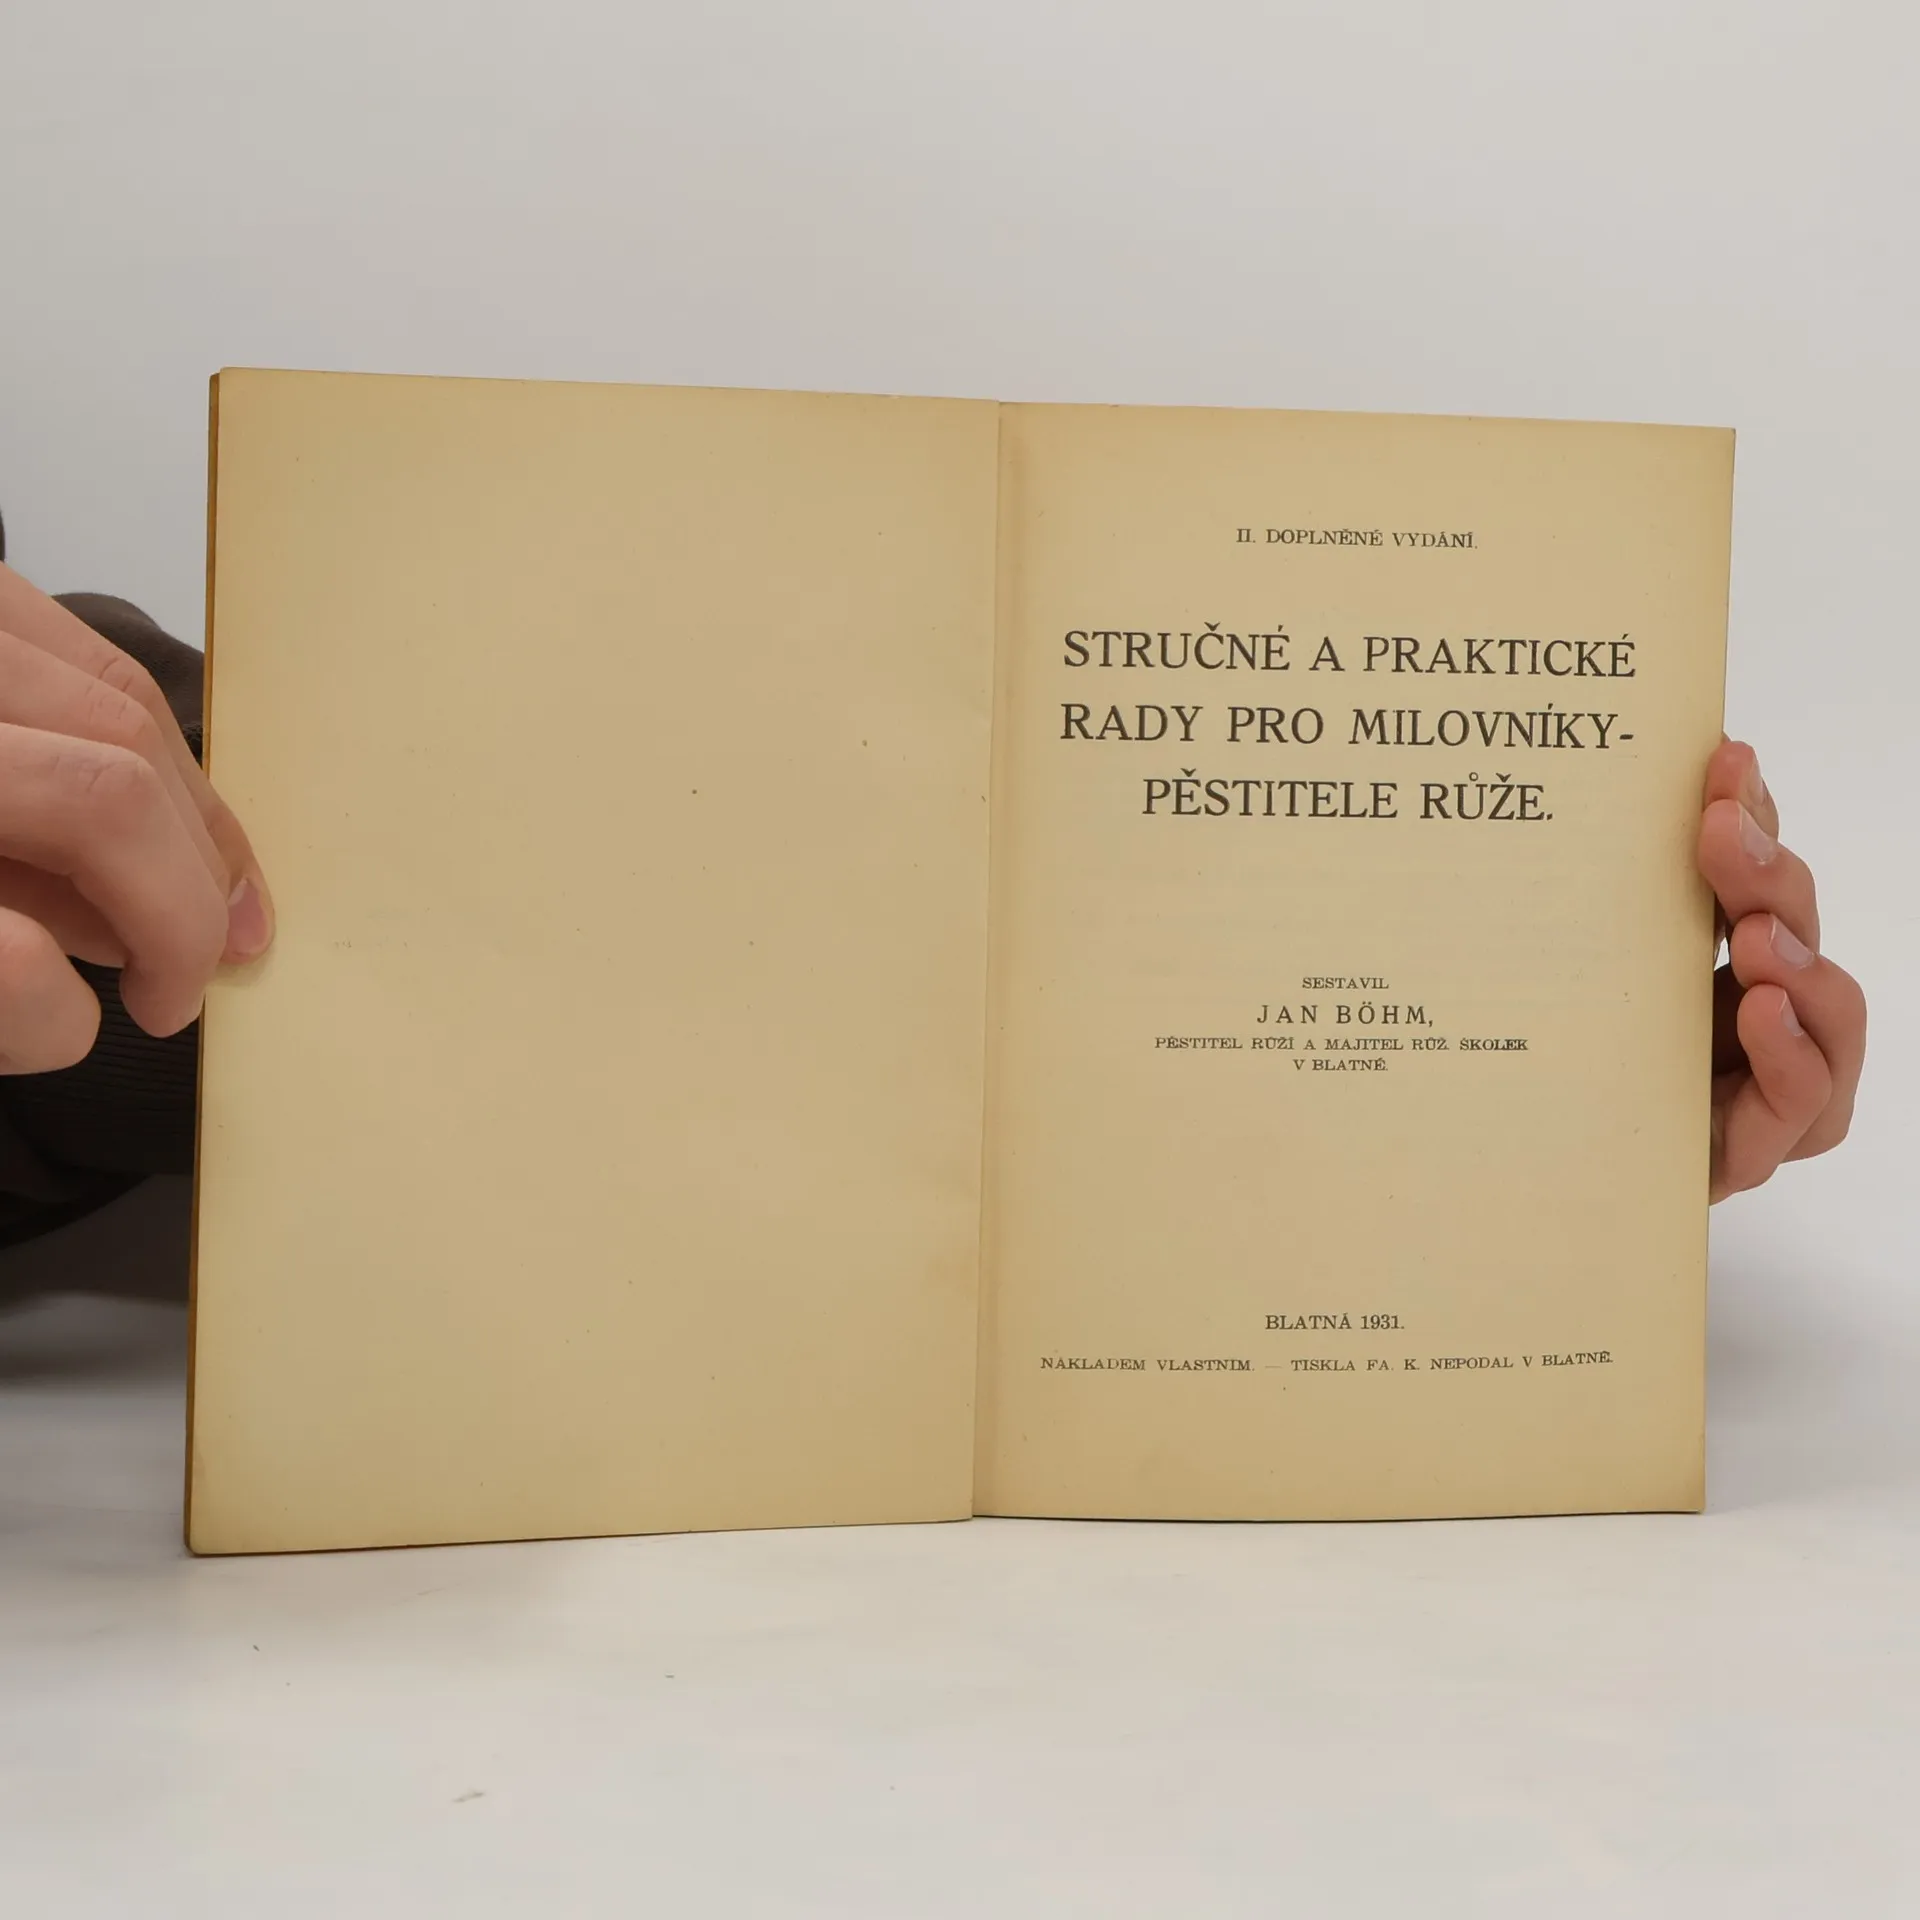 II. DOPLNĚNÉ VYDÁNÍ.
STRUČNÉ A PRAKTICKÉ
RADY PRO MILOVNÍKY-
PĚSTITELE RŮŽE.
SESTAVIL
JAN BÖHM,
PĚSTITEL RŮŽÍ A MAJITEL RŮŽ. ŠKOLEK
V BLATNÉ.
BLATNÁ 1931.
NÁKLADEM VLASTNÍM. — TISKLA FA. K. NEPODAL V BLATNÉ.